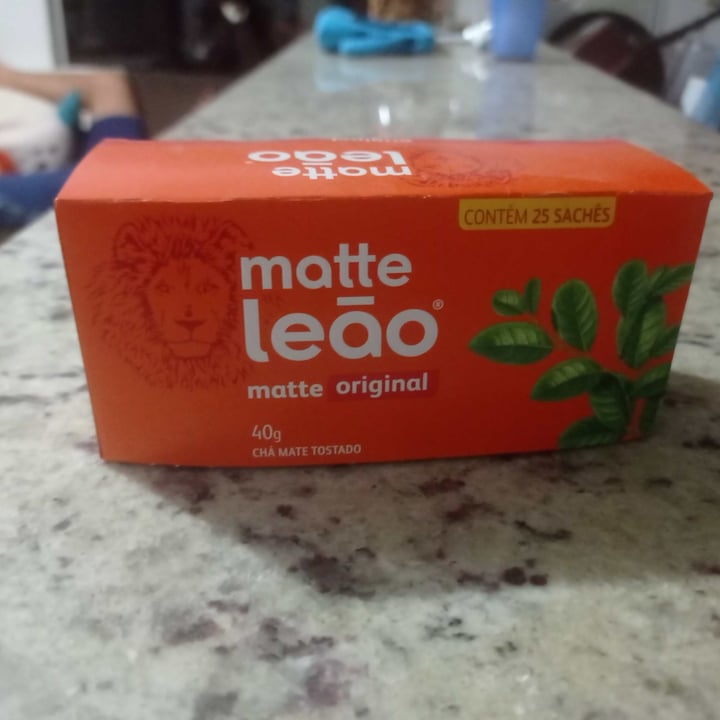 matte
leão
CONTÉM 25 SACHÊS
matte
leão®
matte original
40g
CHÁ MATE TOSTADO